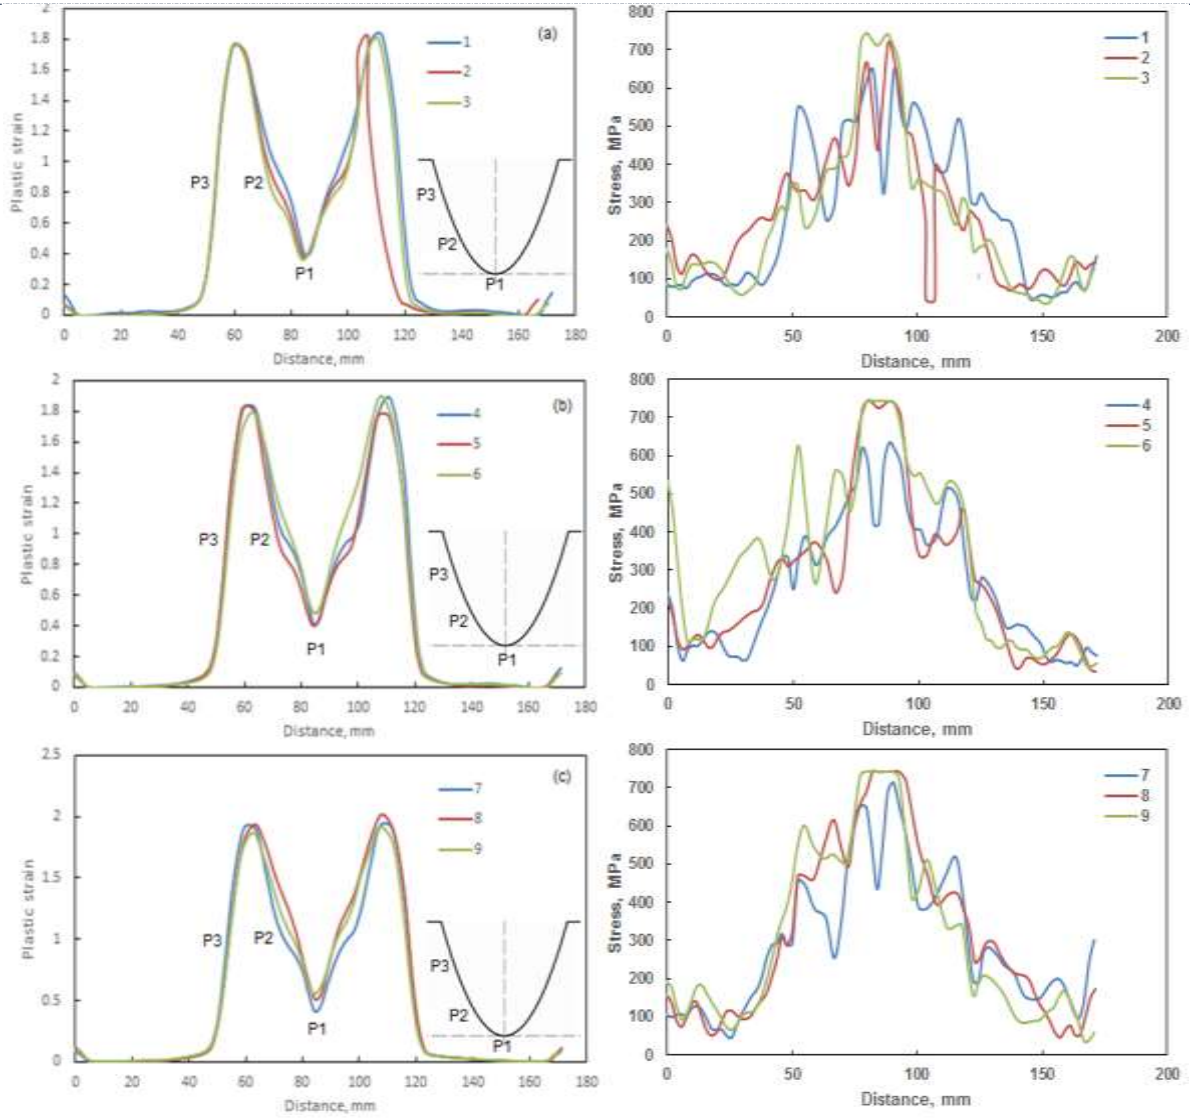 2
1.8
1.6
1.4
1.2
1
0.8
0.6
0.4
0.2
0
Plastic strain
(a)
1
2
3
P3
P2
P1
P3
P2
P1
0 20 40 60 80 100 120 140 160 180
Distance, mm
800
700
600
500
400
300
200
100
0
Stress, MPa
1
2
3
0 50 100 150 200
Distance, mm
2
1.8
1.6
1.4
1.2
1
0.8
0.6
0.4
0.2
0
Plastic strain
(b)
4
5
6
P3
P2
P1
P3
P2
P1
0 20 40 60 80 100 120 140 160 180
Distance, mm
800
700
600
500
400
300
200
100
0
Stress, MPa
4
5
6
0 50 100 150 200
Distance, mm
2.5
2
1.5
1
0.5
0
Plastic strain
(c)
7
8
9
P3
P2
P1
P3
P2
P1
0 20 40 60 80 100 120 140 160 180
Distance, mm
800
700
600
500
400
300
200
100
0
Stress, MPa
7
8
9
0 50 100 150 200
Distance, mm